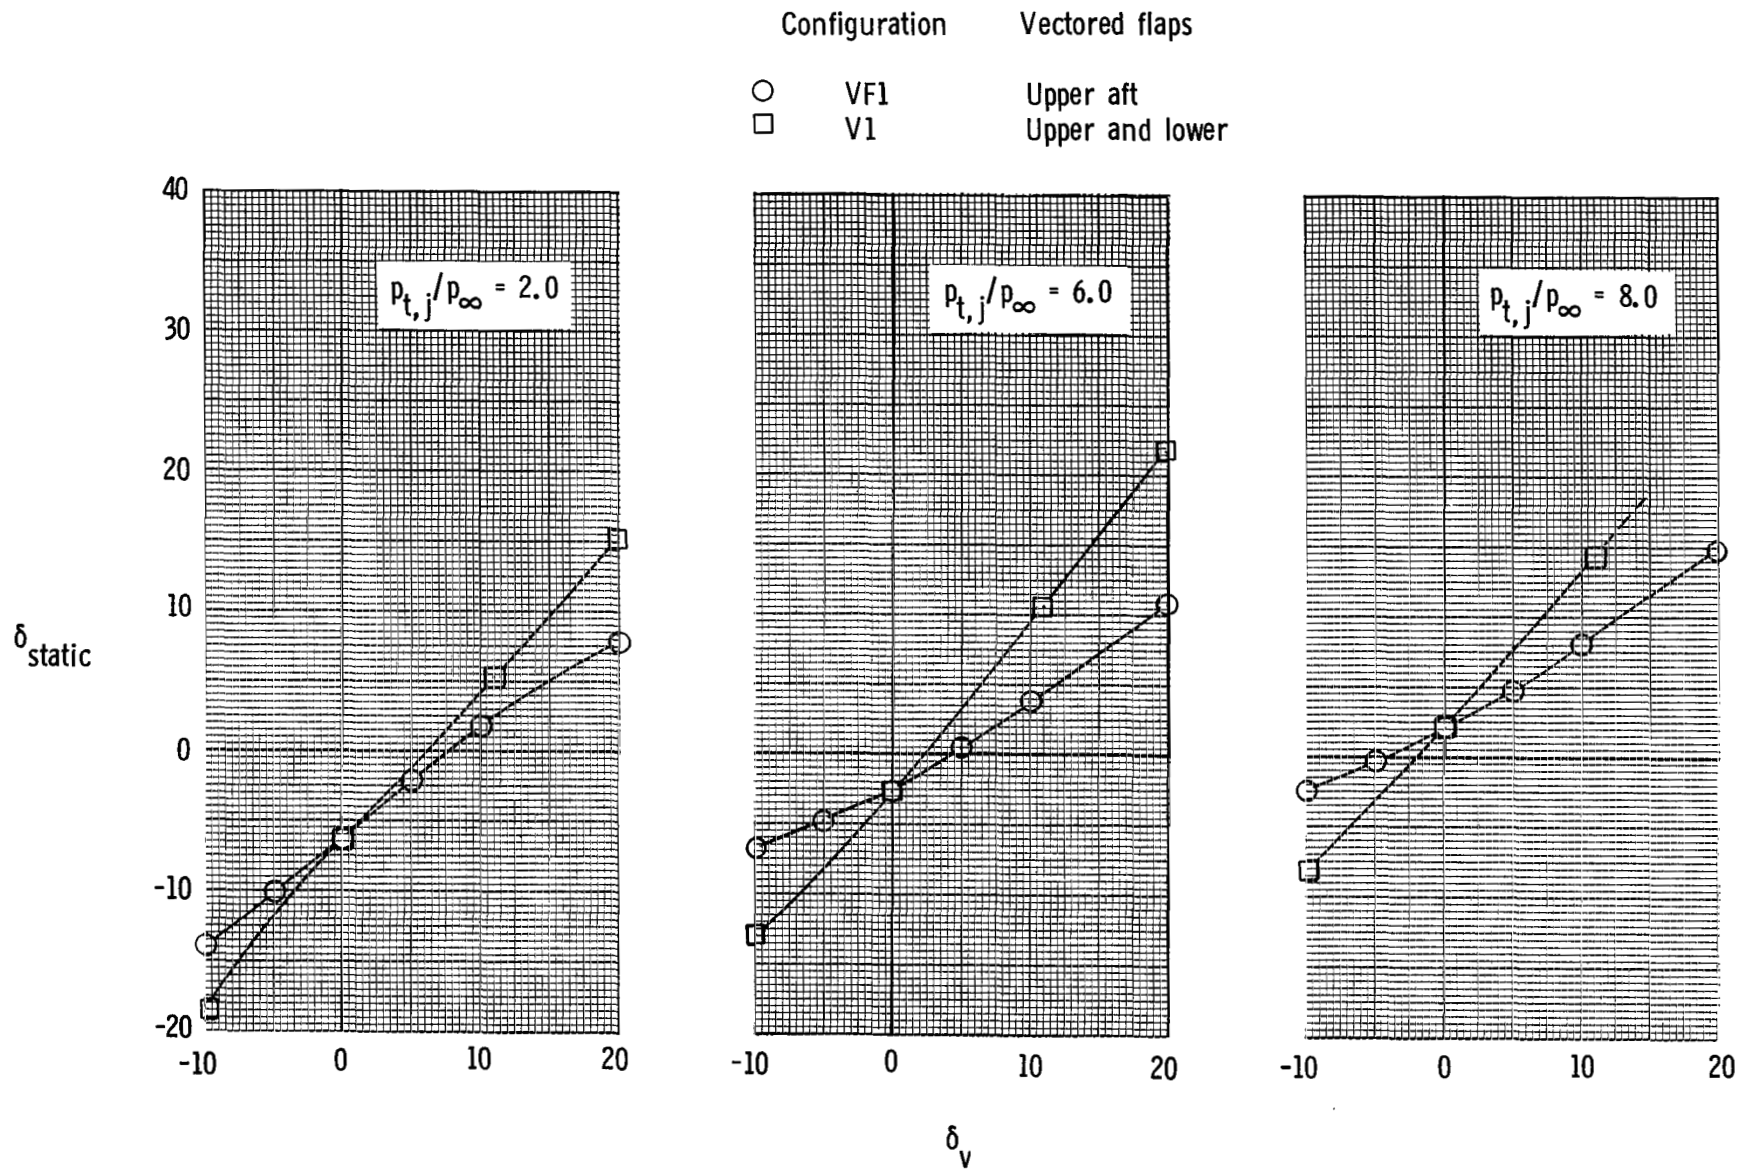 Configuration Vectored flaps
VF1 Upper aft
V1 Upper and lower
40
30
20
10
0
-10
-20
δstatic
pt,j/p∞ = 2.0
-10 0 10 20
pt,j/p∞ = 6.0
-10 0 10 20
pt,j/p∞ = 8.0
-10 0 10 20
δv